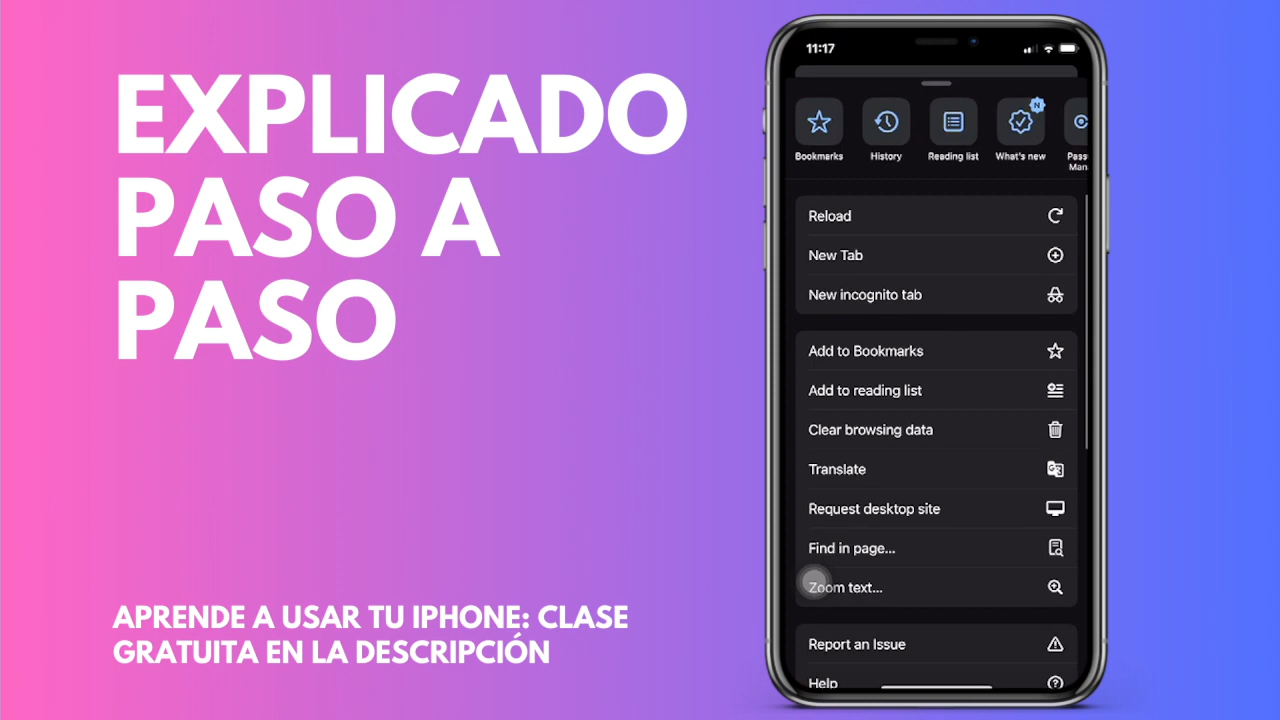 EXPLICADO
PASO A
PASO
APRENDE A USAR TU IPHONE: CLASE
GRATUITA EN LA DESCRIPCIÓN
11:17
N
Bookmarks
History
Reading list
What's new
Pass
Man
Reload
New Tab
New incognito tab
Add to Bookmarks
Add to reading list
Clear browsing data
Translate
Request desktop site
Find in page...
Zoom text...
Report an Issue
Help